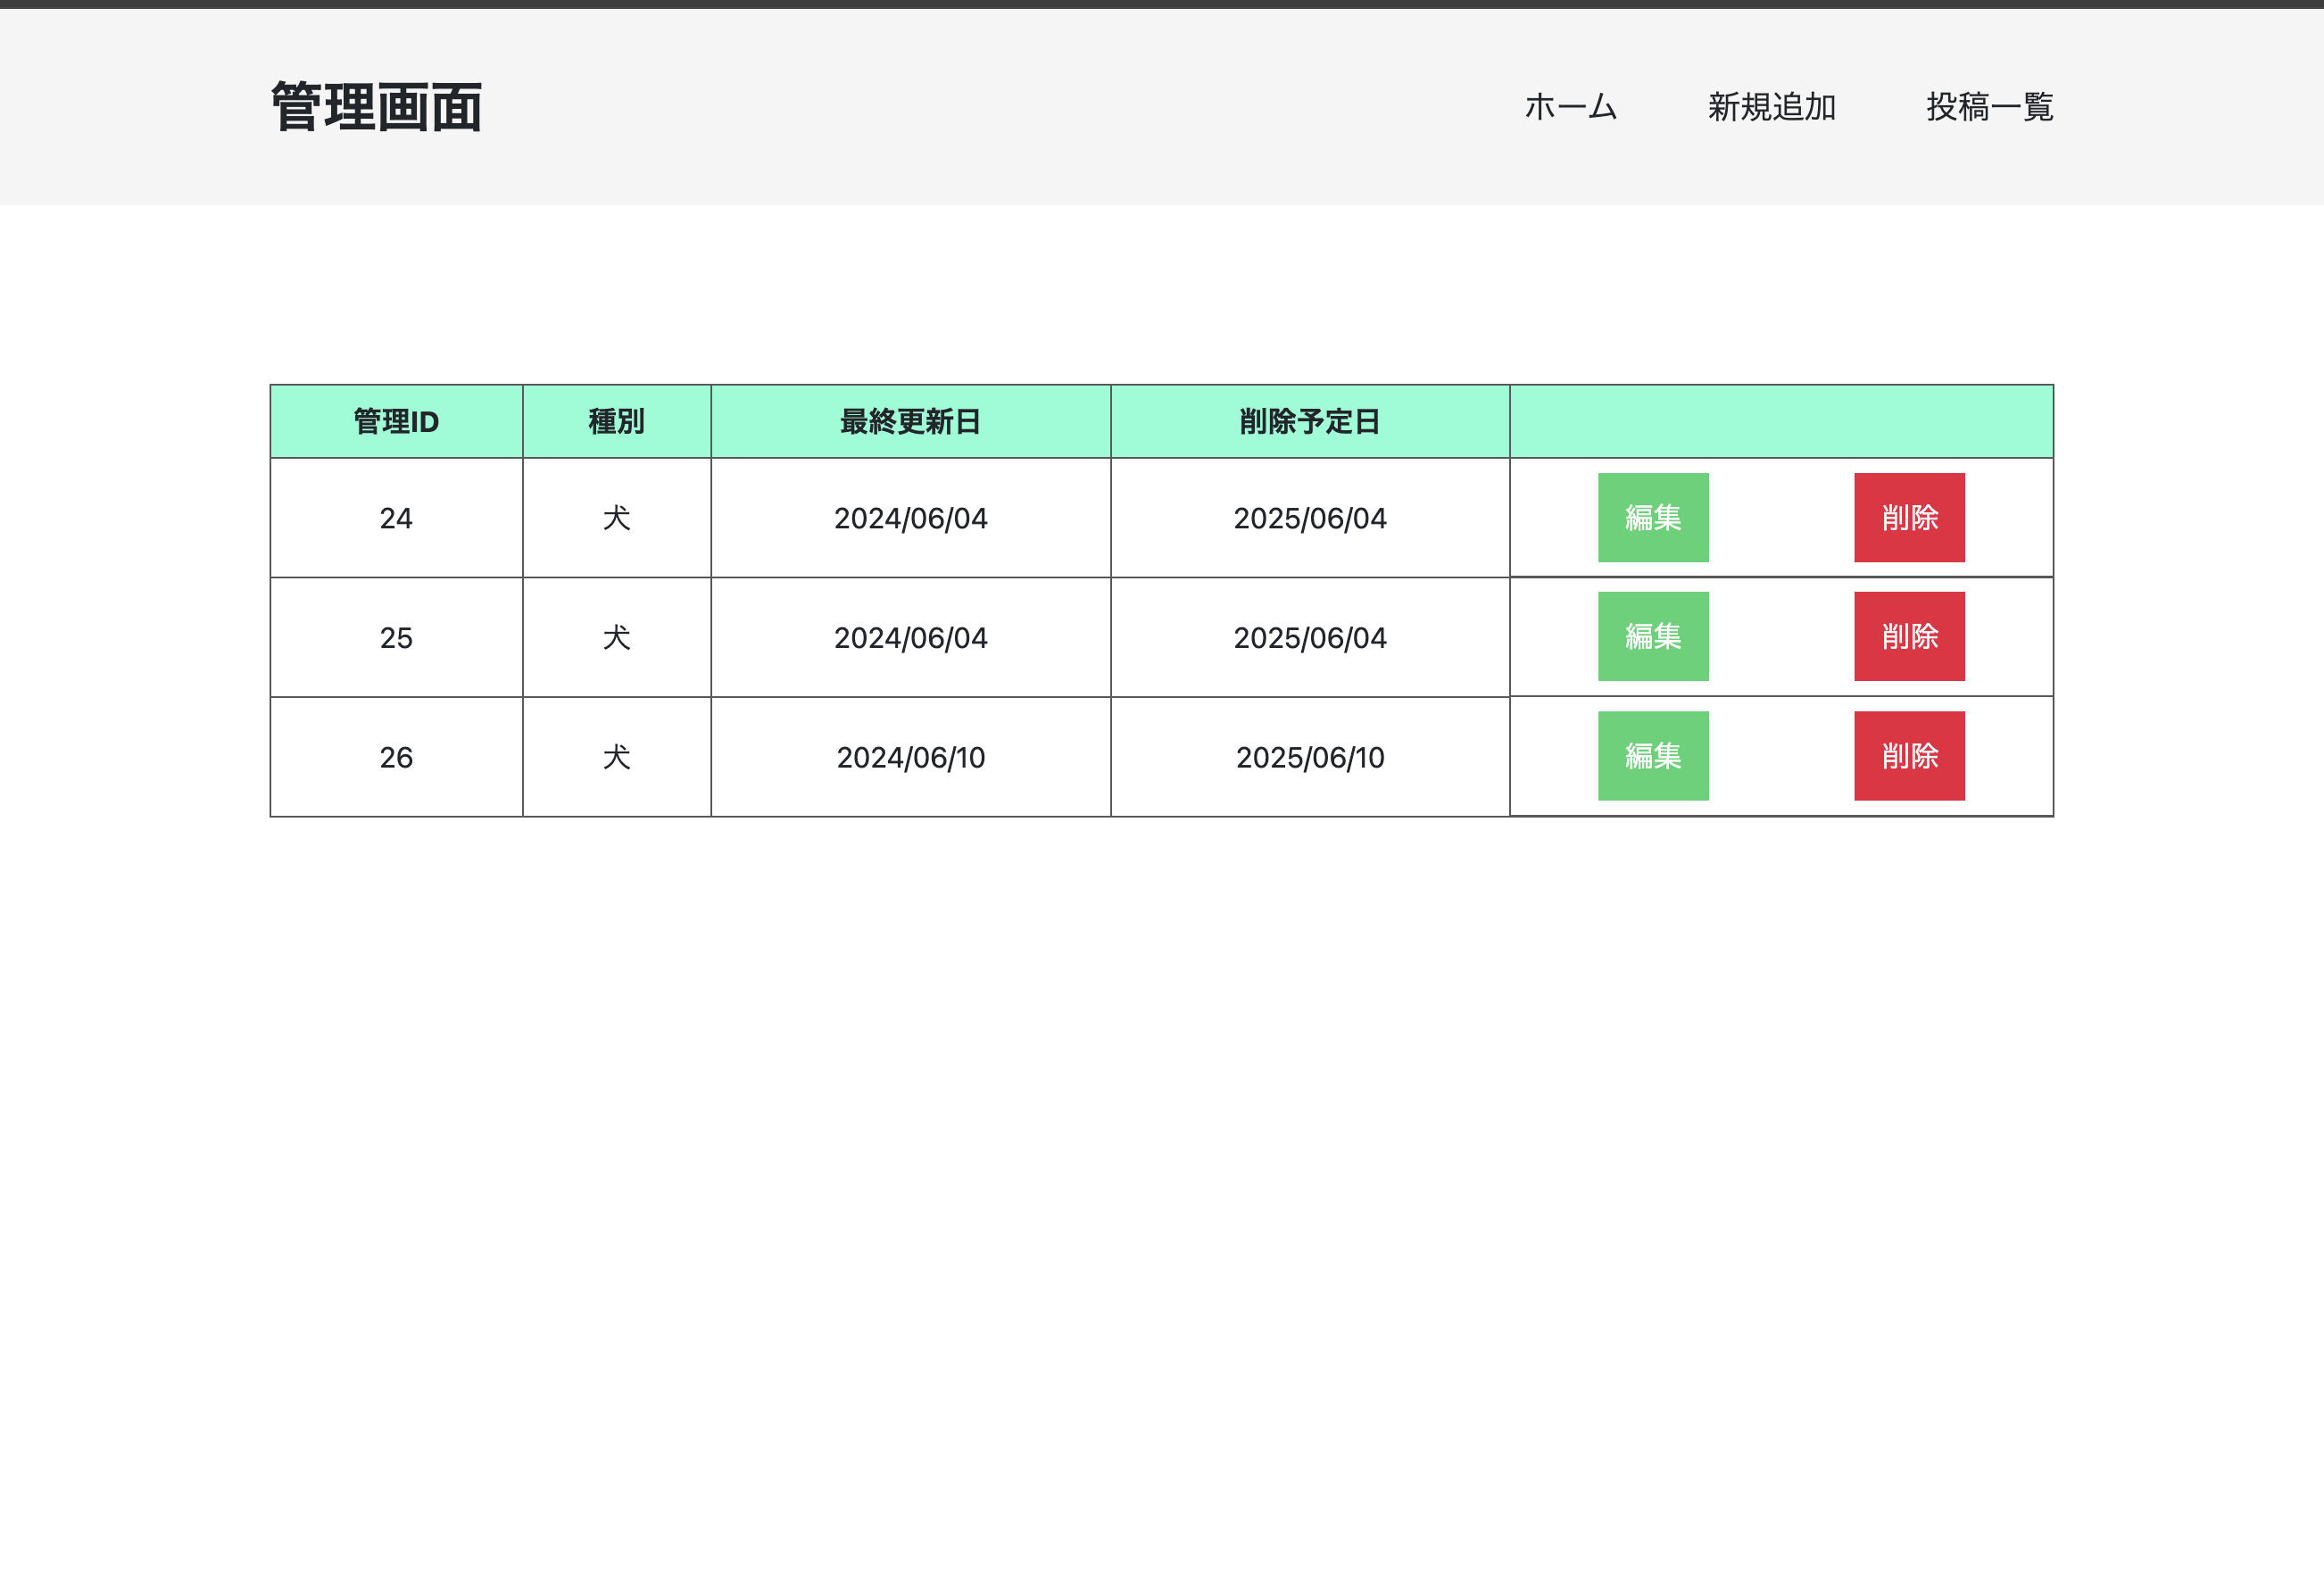 管理画面 ホーム 新規追加 投稿一覧
管理ID 種別 最終更新日 削除予定日
24 犬 2024/06/04 2025/06/04 編集 削除
25 犬 2024/06/04 2025/06/04 編集 削除
26 犬 2024/06/10 2025/06/10 編集 削除